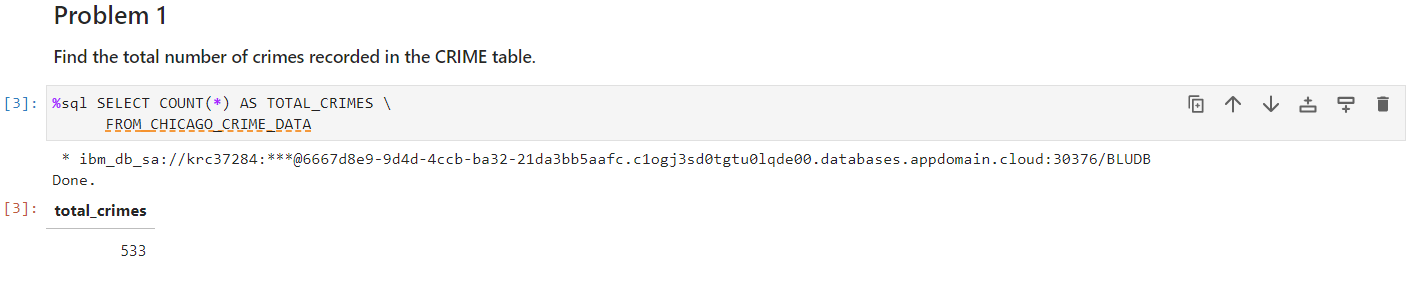 Problem 1
Find the total number of crimes recorded in the CRIME table.
[3]: %sql SELECT COUNT(*) AS TOTAL_CRIMES \
FROM CHICAGO_CRIME_DATA
* ibm_db_sa://krc37284:***@6667d8e9-9d4d-4ccb-ba32-21da3bb5aafc.c1ogj3sd0tgtu0lqde00.databases.appdomain.cloud:30376/BLUDB
Done.
[3]: total_crimes
533